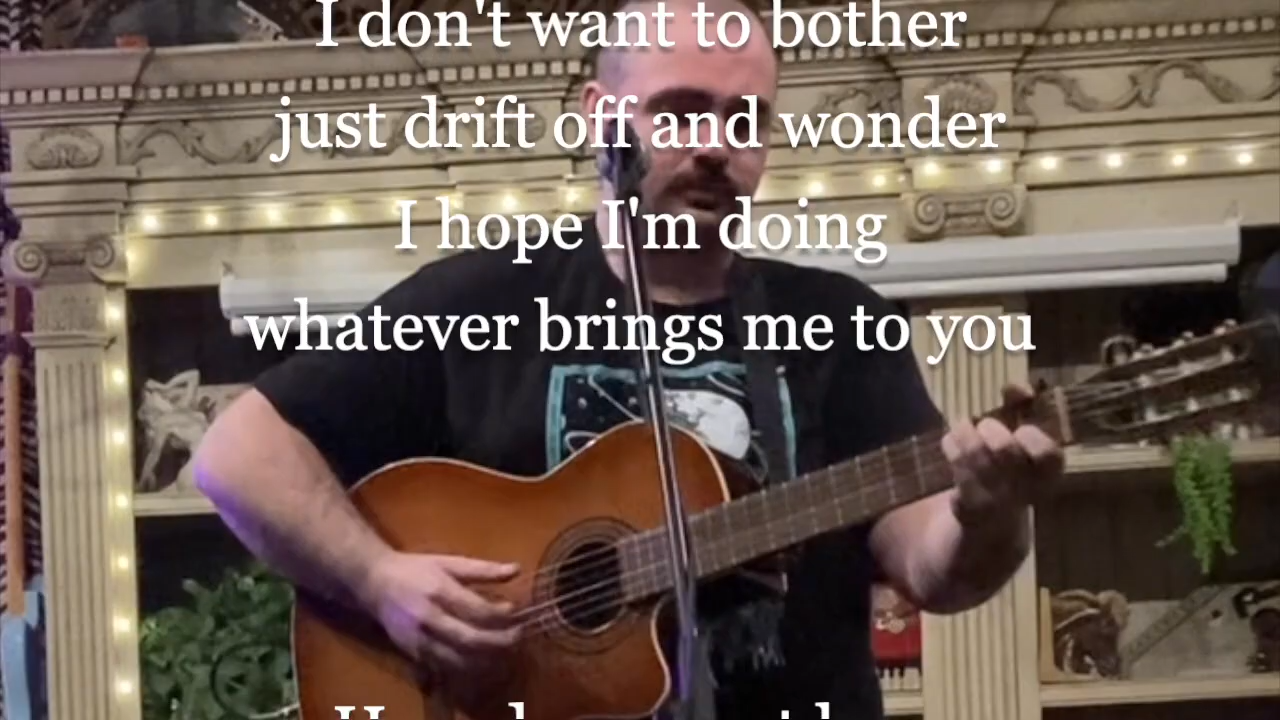 I don't want to bother
just drift off and wonder
I hope I'm doing
whatever brings me to you